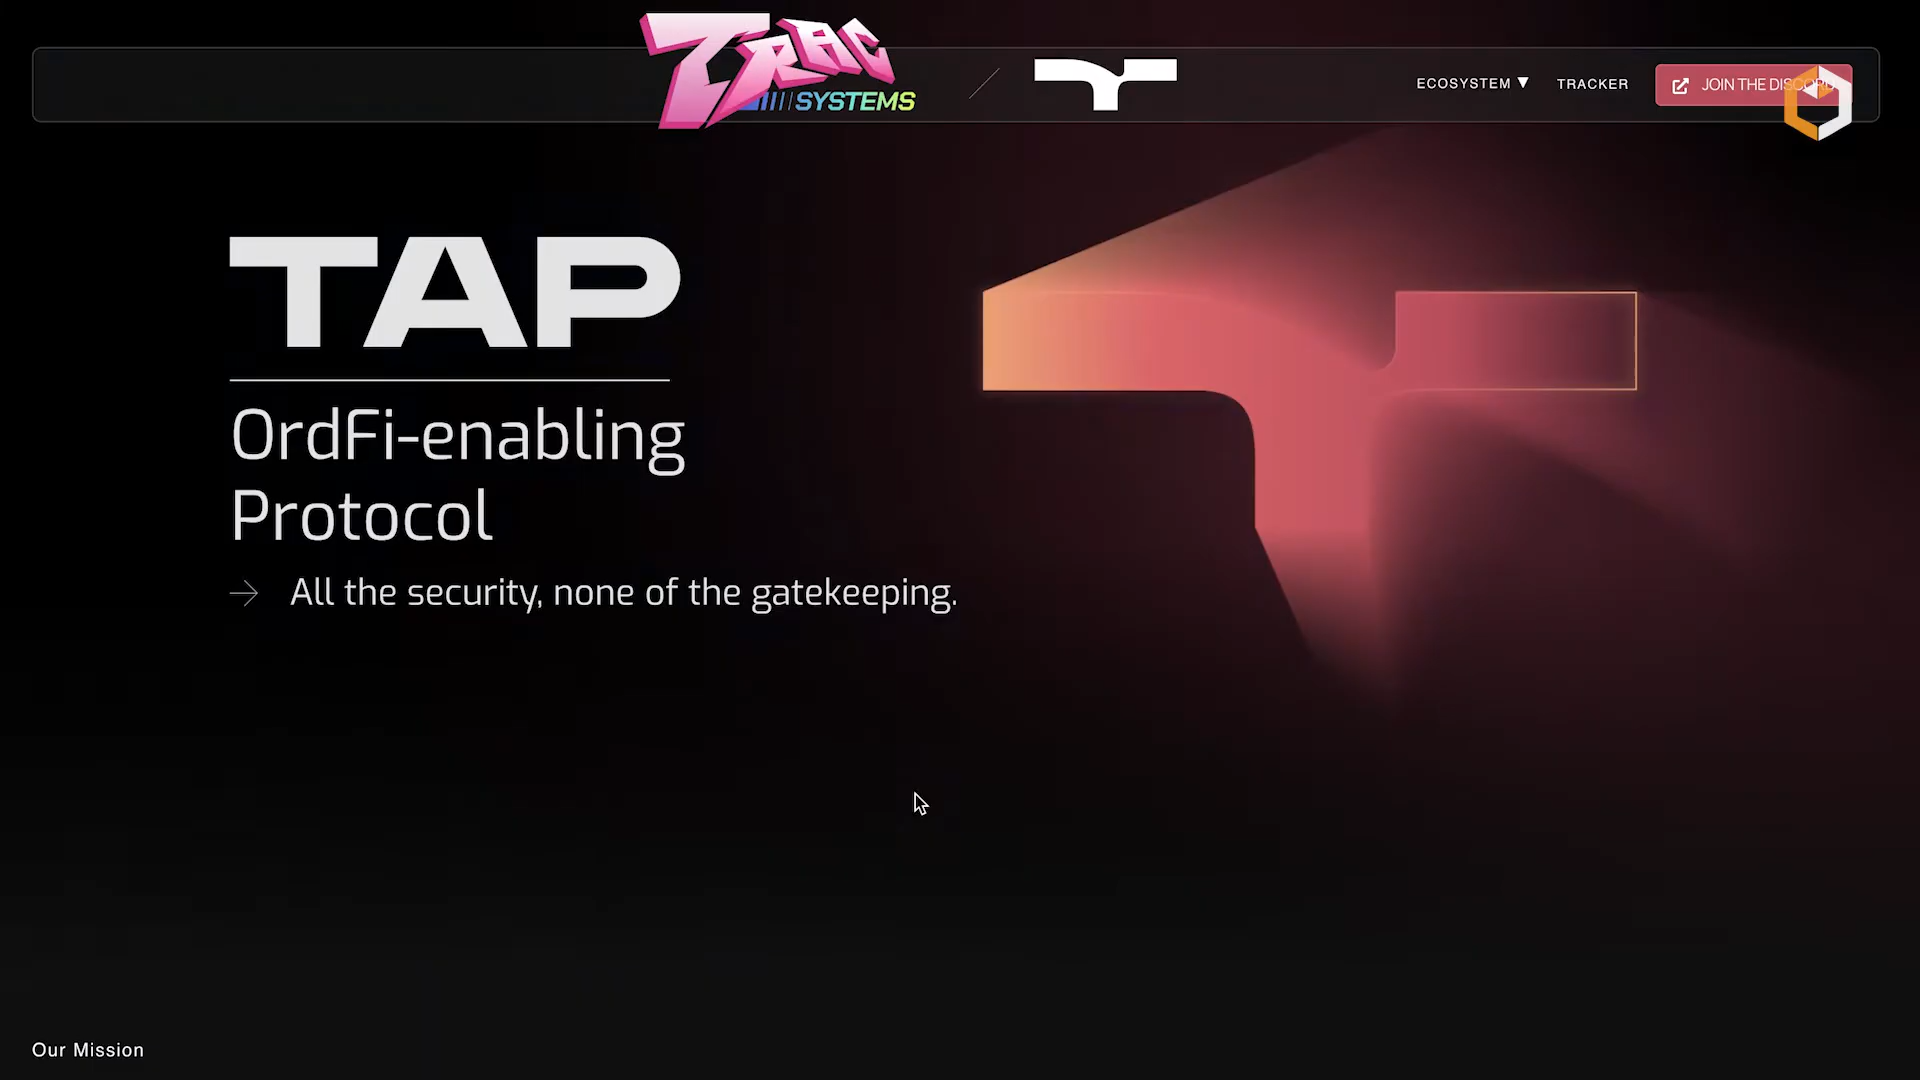 TRAC
SYSTEMS
ECOSYSTEM ▼
TRACKER
JOIN THE DISCORD
TAP
OrdFi-enabling
Protocol
→ All the security, none of the gatekeeping.
Our Mission